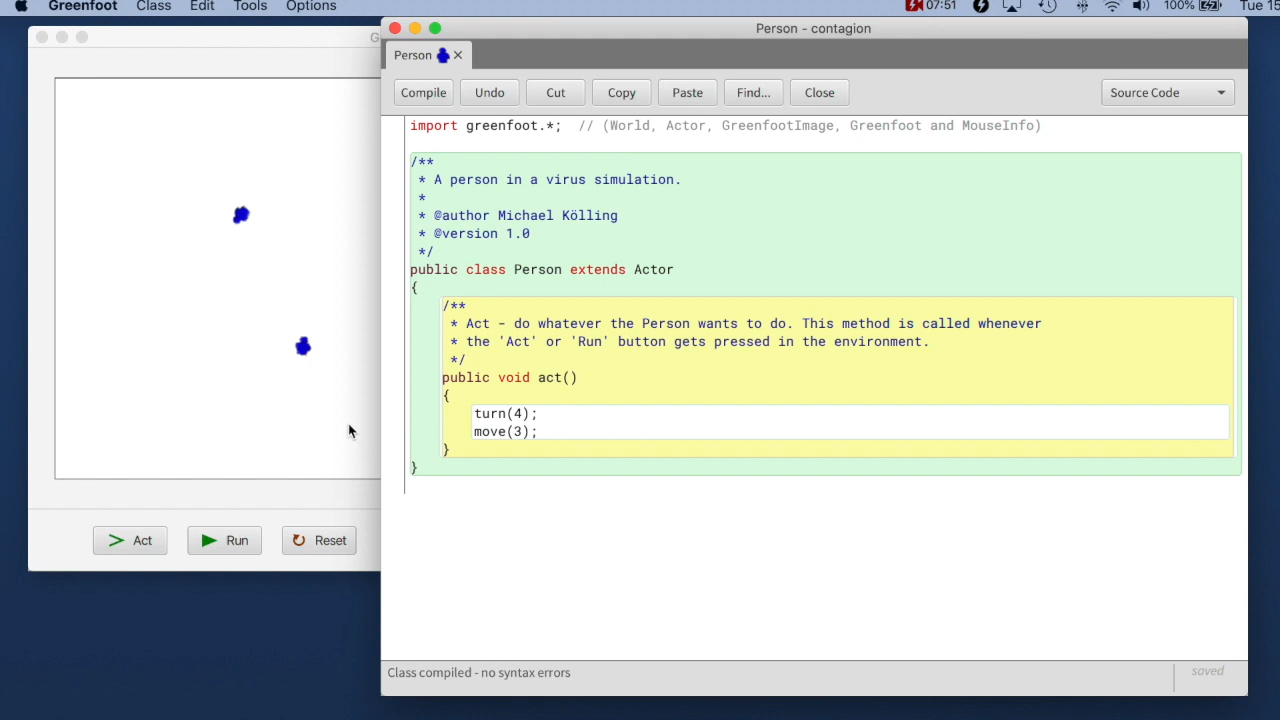 Greenfoot Class Edit Tools Options 07:51 100% Tue 15
G
Person - contagion
Person
Compile Undo Cut Copy Paste Find... Close Source Code
import greenfoot.*;  // (World, Actor, GreenfootImage, Greenfoot and MouseInfo)
/**
 * A person in a virus simulation.
 *
 * @author Michael Kölling
 * @version 1.0
 */
public class Person extends Actor
{
    /**
     * Act - do whatever the Person wants to do. This method is called whenever
     * the 'Act' or 'Run' button gets pressed in the environment.
     */
    public void act()
    {
        turn(4);
        move(3);
    }
}
> Act Run Reset
Class compiled - no syntax errors
saved